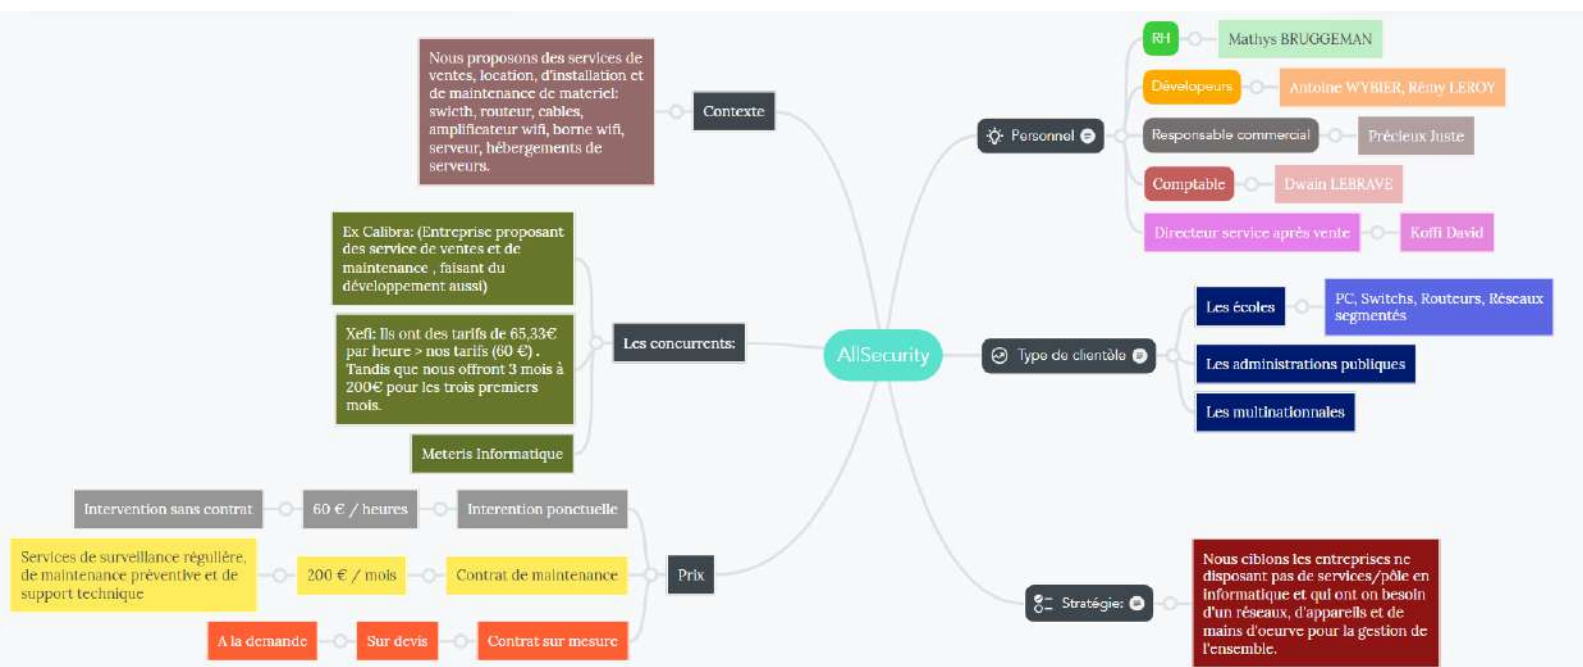 Nous proposons des services de
ventes, location, d'installation et
de maintenance de materiel:
swicth, routeur, cables,
amplificateur wifi, borne wifi,
serveur, hébergements de
serveurs.
Contexte
Ex Calibra: (Entreprise proposant
des service de ventes et de
maintenance , faisant du
développement aussi)
Xefi: Ils ont des tarifs de 65,33€
par heure > nos tarifs (60 €) .
Tandis que nous offront 3 mois à
200€ pour les trois premiers
mois.
Meteris Informatique
Les concurrents:
Intervention sans contrat
60 € / heures
Interention ponctuelle
Services de surveillance régulière,
de maintenance préventive et de
support technique
200 € / mois
Contrat de maintenance
A la demande
Sur devis
Contrat sur mesure
Prix
AllSecurity
Personnel
RH
Mathys BRUGGEMAN
Dévelopeurs
Antoine WYBIER, Rémy LEROY
Responsable commercial
Précieux Juste
Comptable
Dwain LEBRAVE
Directeur service après vente
Koffi David
Type de clientèle
Les écoles
PC, Switchs, Routeurs, Réseaux
segmentés
Les administrations publiques
Les multinationnales
Stratégie:
Nous ciblons les entreprises ne
disposant pas de services/pôle en
informatique et qui ont on besoin
d'un réseaux, d'appareils et de
mains d'oeurve pour la gestion de
l'ensemble.